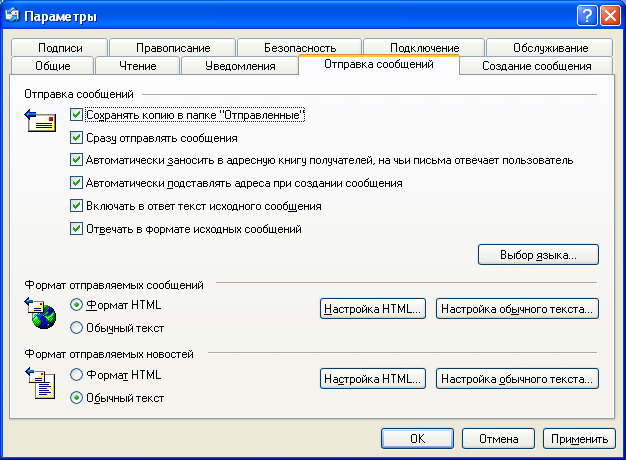 Параметры
Подписи Правописание Безопасность Подключение Обслуживание
Общие Чтение Уведомления Отправка сообщений Создание сообщения
Отправка сообщений
Сохранять копию в папке "Отправленные"
Сразу отправлять сообщения
Автоматически заносить в адресную книгу получателей, на чьи письма отвечает пользователь
Автоматически подставлять адреса при создании сообщения
Включать в ответ текст исходного сообщения
Отвечать в формате исходных сообщений
Выбор языка...
Формат отправляемых сообщений
Формат HTML Настройка HTML... Настройка обычного текста...
Обычный текст
Формат отправляемых новостей
Формат HTML Настройка HTML... Настройка обычного текста...
Обычный текст
OK Отмена Применить